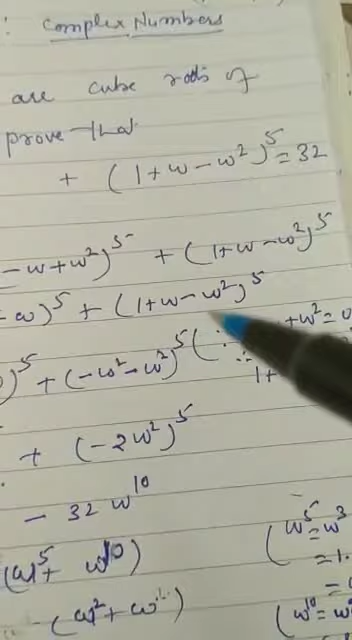 : Complex Numbers
are cube roots of
prove that
+ (1+w-w²)⁵ = 32
-w+w²)⁵ + (1+w-w²)⁵
-w)⁵ + (1+w-w²)⁵
)⁵ + (-w²-w²)⁵ ( ∵ +w²=0
∴ 1+
+ (-2w²)⁵
- 32 w¹⁰
(w⁵ + w¹⁰)
( w⁵ = w³
= 1.
(w² + w
( w¹⁰ = w⁹